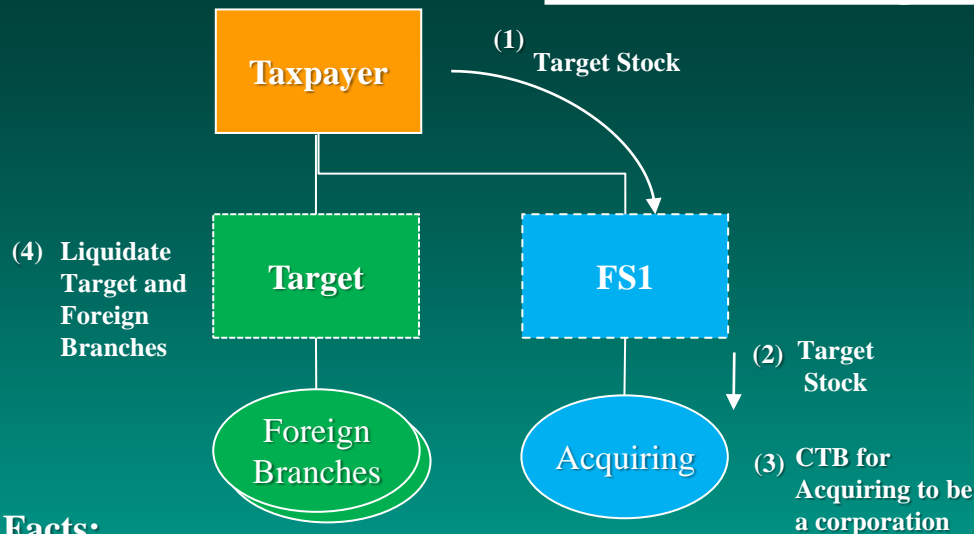 Taxpayer
(1)
Target Stock
(4) Liquidate
Target and
Foreign
Branches
Target
FS1
(2) Target
Stock
Foreign
Branches
Acquiring
(3) CTB for
Acquiring to be
a corporation
Facts: